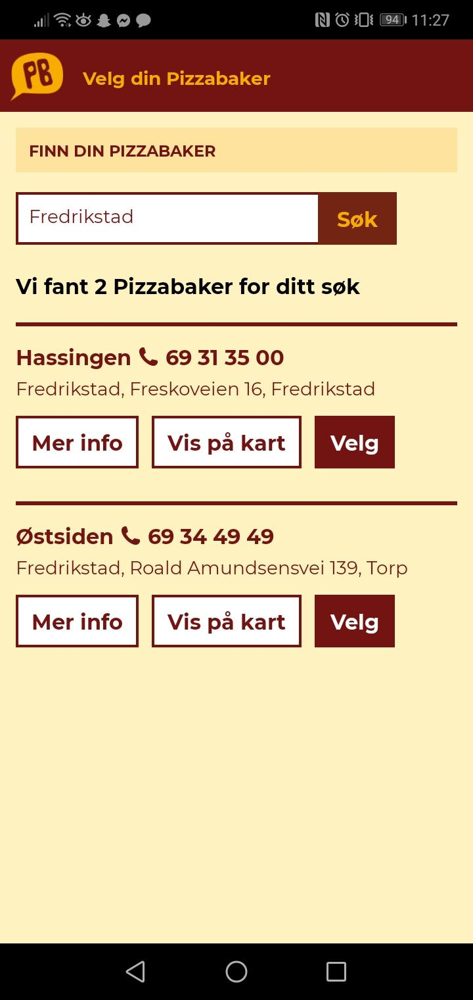 94 11:27
PB
Velg din Pizzabaker
FINN DIN PIZZABAKER
Fredrikstad Søk
Vi fant 2 Pizzabaker for ditt søk
Hassingen 69 31 35 00
Fredrikstad, Freskoveien 16, Fredrikstad
Mer info Vis på kart Velg
Østsiden 69 34 49 49
Fredrikstad, Roald Amundsensvei 139, Torp
Mer info Vis på kart Velg